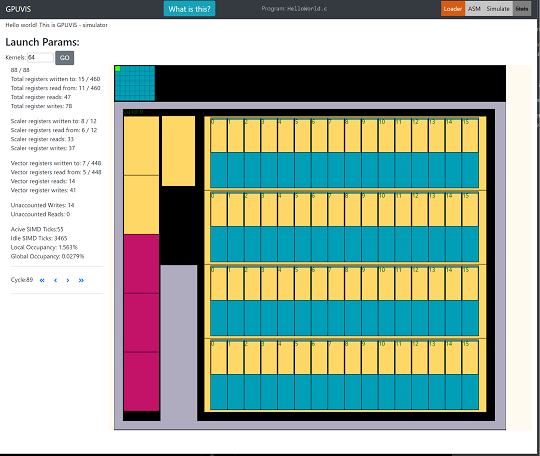 GPUVIS What is this? Program: HelloWorld.c Loader ASM Simulate Stats
Hello world! This is GPUVIS - simulator
Launch Params:
Kernels: 64 GO
88 / 88
Total registers written to: 15 / 460
Total registers read from: 11 / 460
Total register reads: 47
Total register writes: 78
Scaler registers written to: 8 / 12
Scaler registers read from: 6 / 12
Scaler register reads: 33
Scaler register writes: 37
Vector registers written to: 7 / 448
Vector registers read from: 5 / 448
Vector register reads: 14
Vector register writes: 41
Unaccounted Writes: 14
Unaccounted Reads: 0
Acive SIMD Ticks:55
Idle SIMD Ticks: 3465
Local Occupancy: 1.563%
Global Occupancy: 0.0279%
Cycle:89 « ‹ › »
0 1 2 3 4 5 6 7 8 9 10 11 12 13 14 15
0 1 2 3 4 5 6 7 8 9 10 11 12 13 14 15
0 1 2 3 4 5 6 7 8 9 10 11 12 13 14 15
0 1 2 3 4 5 6 7 8 9 10 11 12 13 14 15